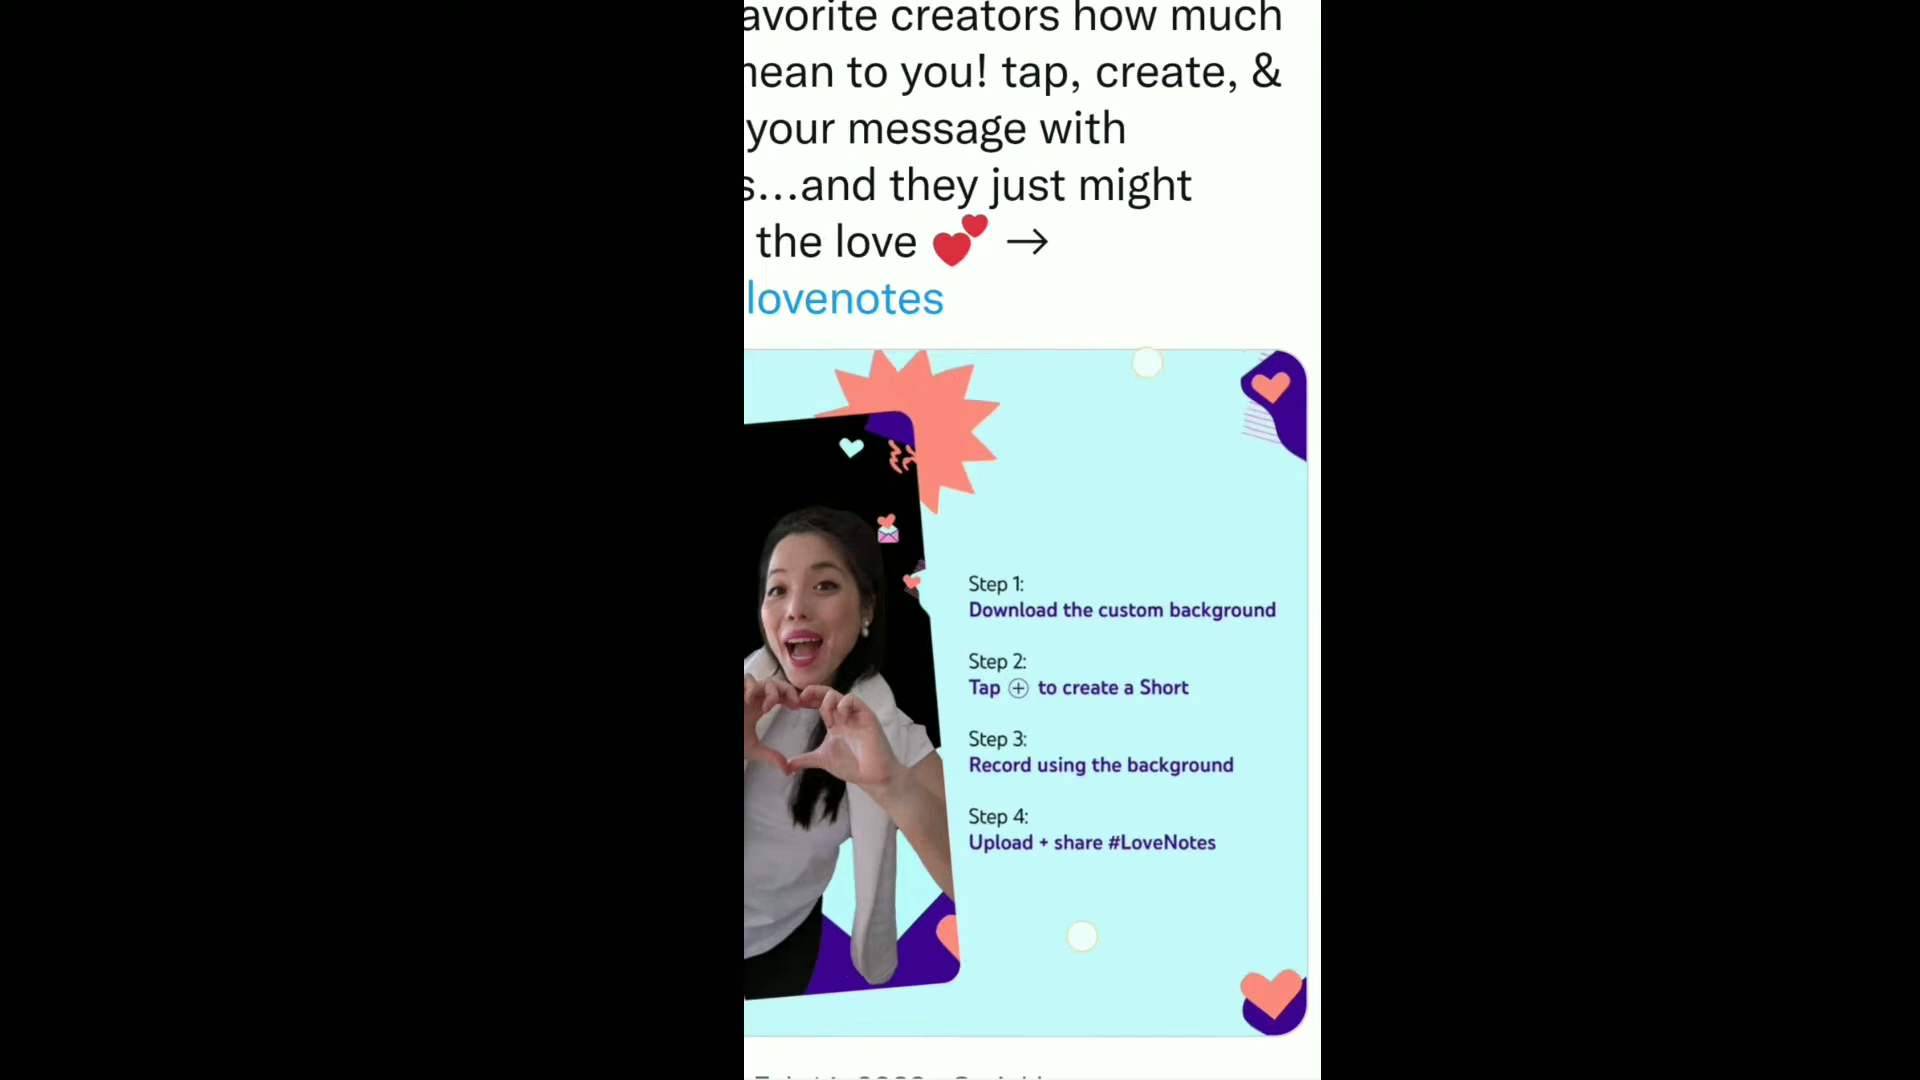 avorite creators how much
mean to you! tap, create, &
your message with
s...and they just might
the love 💕 →
lovenotes
Step 1:
Download the custom background
Step 2:
Tap ⊕ to create a Short
Step 3:
Record using the background
Step 4:
Upload + share #LoveNotes